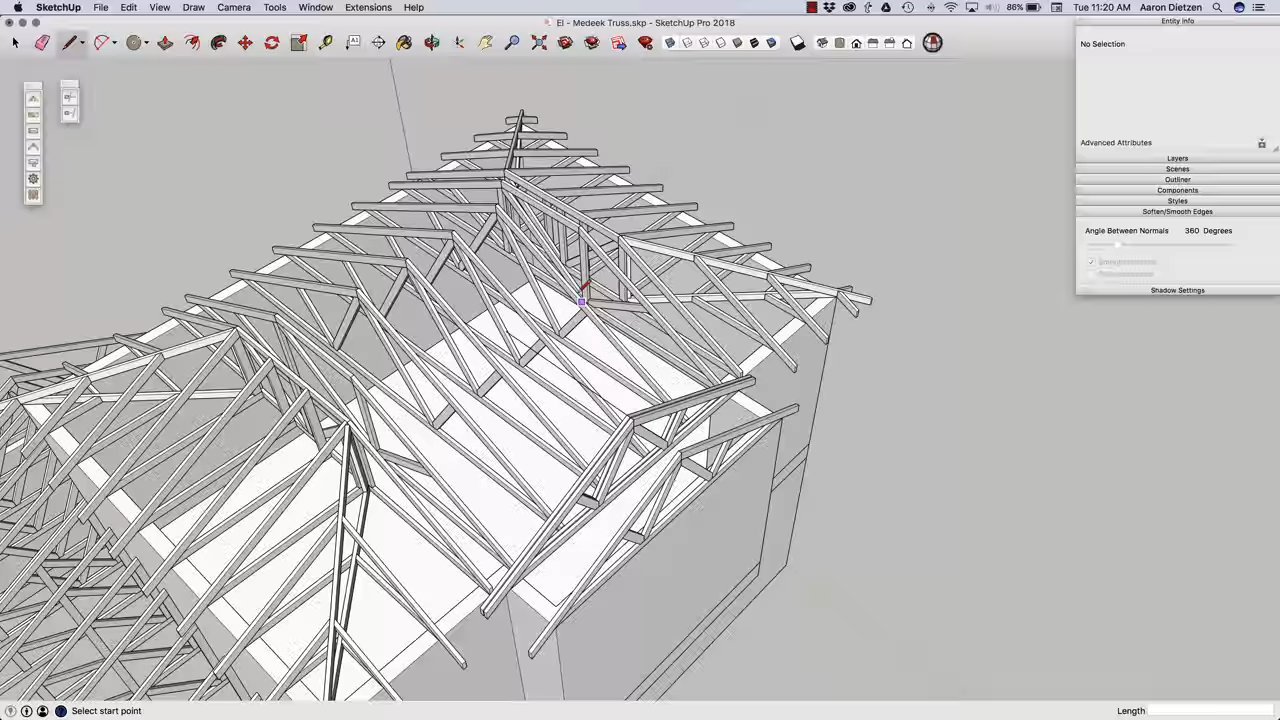 SketchUp File Edit View Draw Camera Tools Window Extensions Help 86% Tue 11:20 AM Aaron Dietzen
El - Medeek Truss.skp - SketchUp Pro 2018
Entity Info
No Selection
Advanced Attributes
Layers
Scenes
Outliner
Components
Styles
Soften/Smooth Edges
Angle Between Normals 360 Degrees
Shadow Settings
Select start point
Length